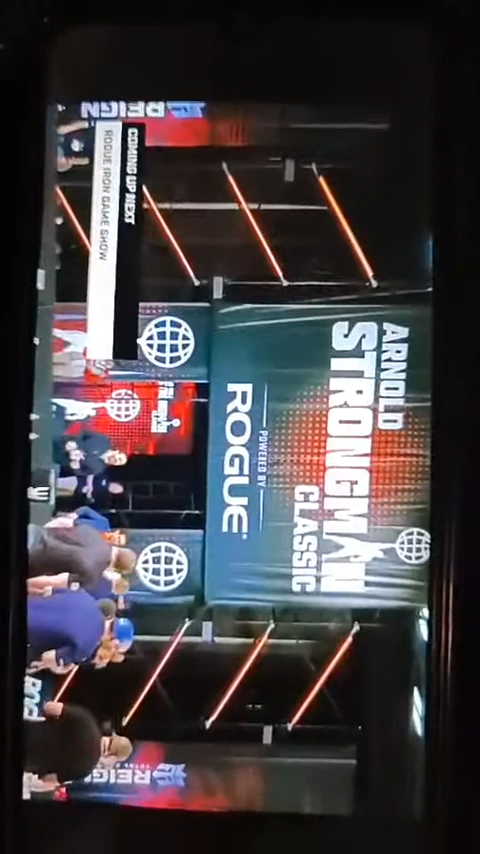 ARNOLD
STRONGMAN
CLASSIC
POWERED BY
ROGUE
COMING UP NEXT
ROGUE IRON GAME SHOW
REIGN
REIGN